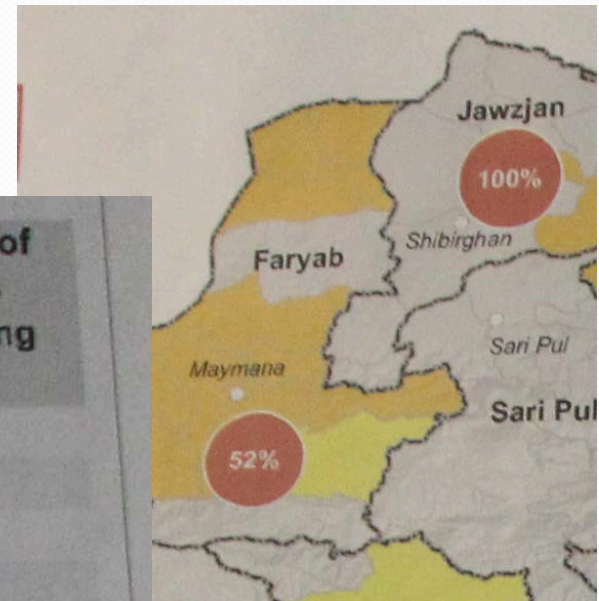 Jawzjan
100%
Shibirghan
Faryab
Sari Pul
Maymana
Sari Pul
52%
of
ng